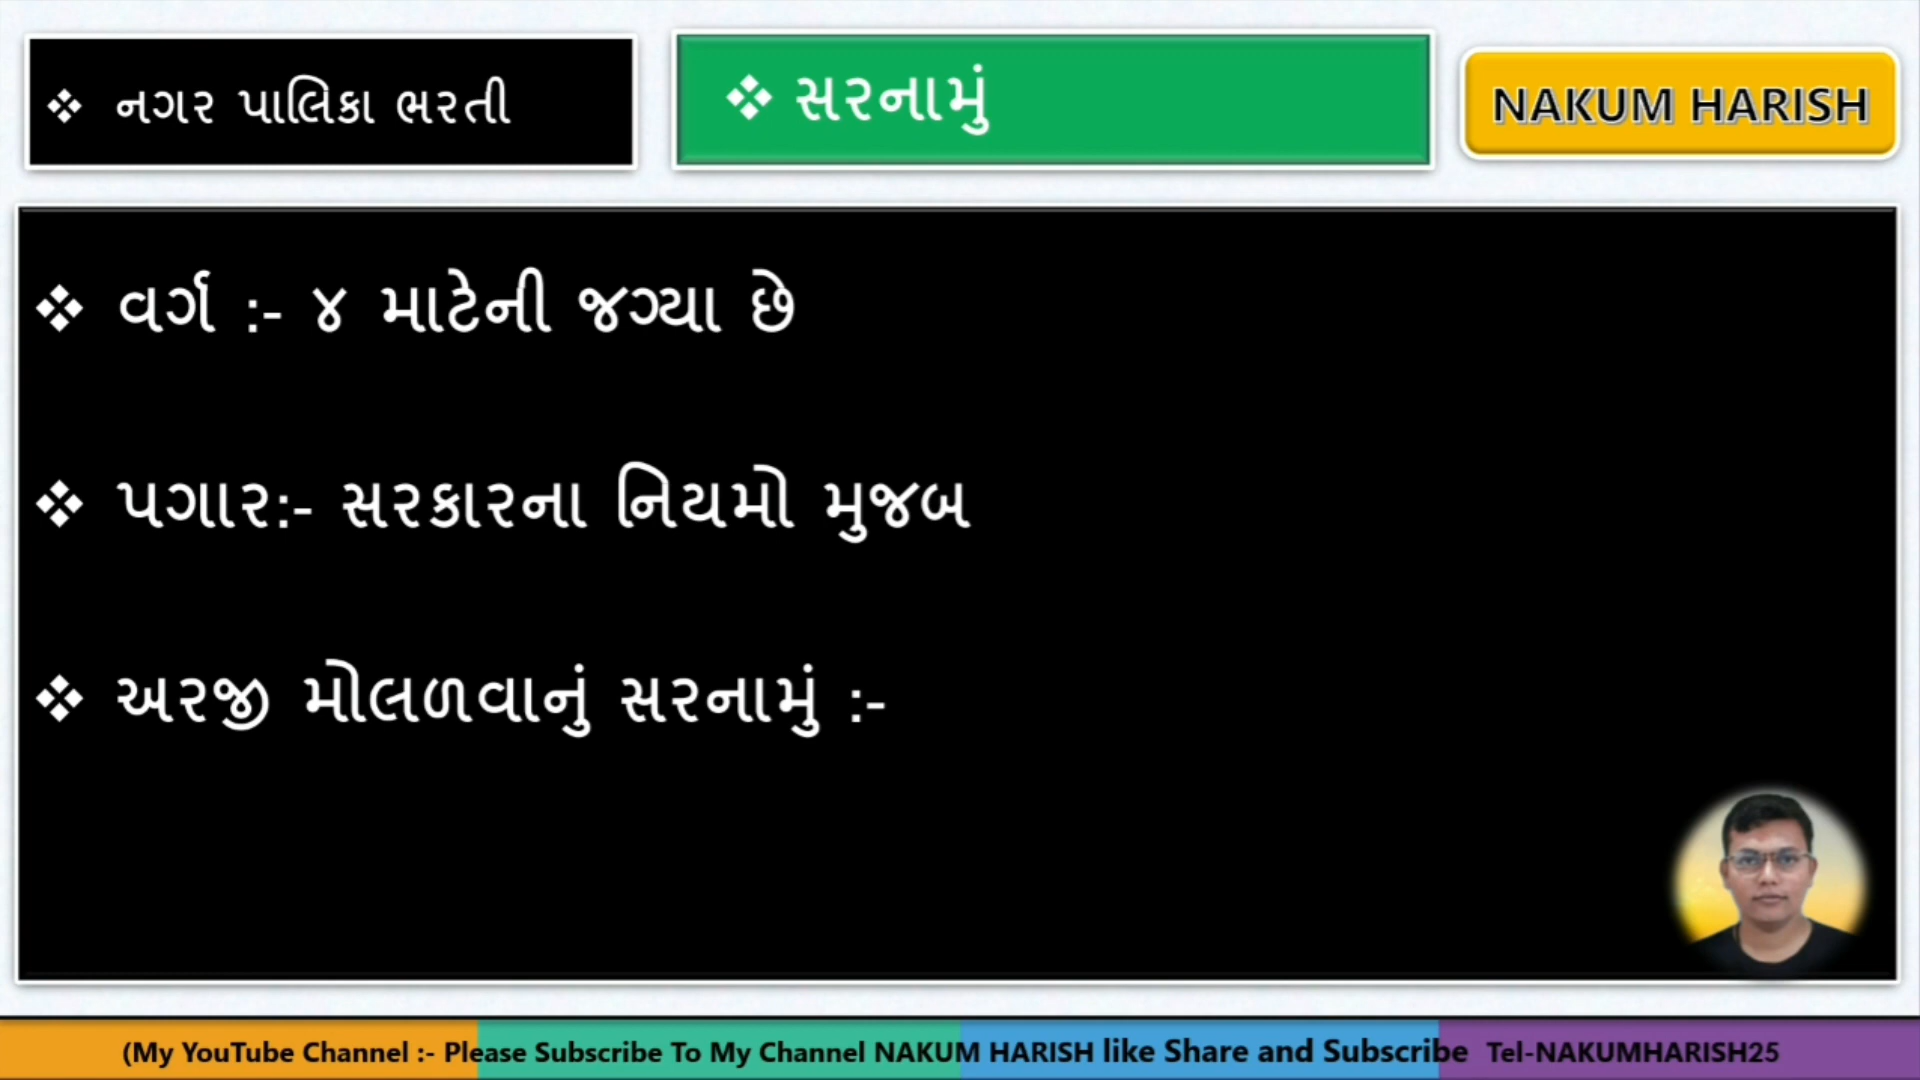 ❖ નગર પાલિકા ભરતી
❖ સરનામું
NAKUM HARISH
❖ વર્ગ :- ૪ માટેની જગ્યા છે
❖ પગાર:- સરકારના નિયમો મુજબ
❖ અરજી મોલળવાનું સરનામું :-
(My YouTube Channel :- Please Subscribe To My Channel NAKUM HARISH like Share and Subscribe Tel-NAKUMHARISH25